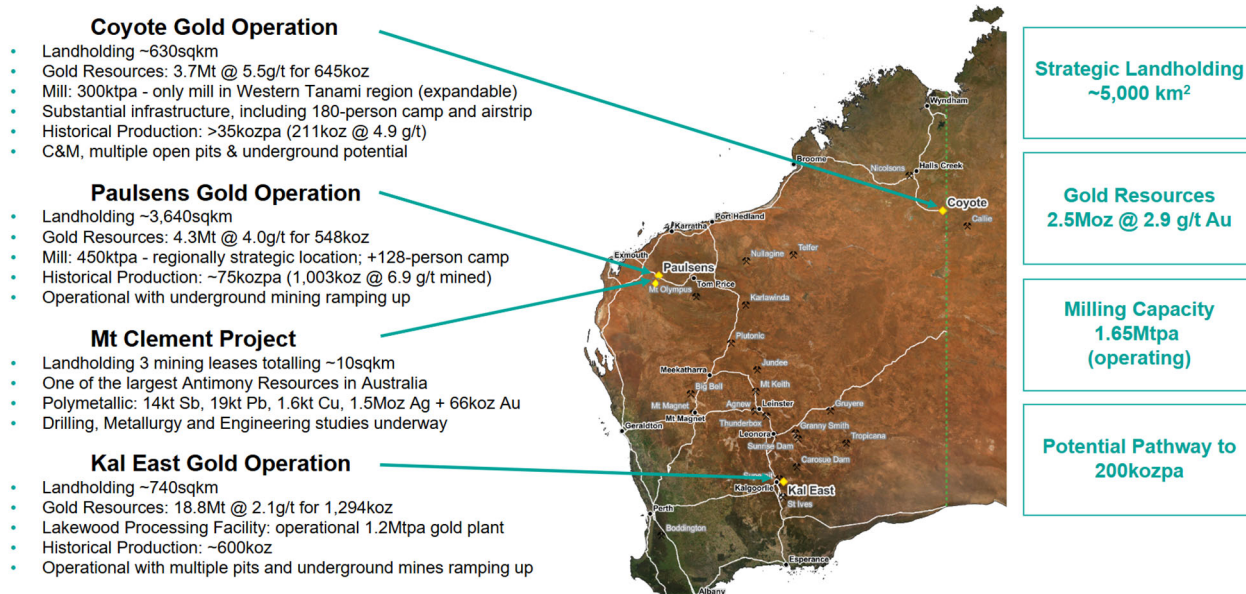 Coyote Gold Operation
• Landholding ~630sqkm
• Gold Resources: 3.7Mt @ 5.5g/t for 645koz
• Mill: 300ktpa - only mill in Western Tanami region (expandable)
• Substantial infrastructure, including 180-person camp and airstrip
• Historical Production: >35kozpa (211koz @ 4.9 g/t)
• C&M, multiple open pits & underground potential
Paulsens Gold Operation
• Landholding ~3,640sqkm
• Gold Resources: 4.3Mt @ 4.0g/t for 548koz
• Mill: 450ktpa - regionally strategic location; +128-person camp
• Historical Production: ~75kozpa (1,003koz @ 6.9 g/t mined)
• Operational with underground mining ramping up
Mt Clement Project
• Landholding 3 mining leases totalling ~10sqkm
• One of the largest Antimony Resources in Australia
• Polymetallic: 14kt Sb, 19kt Pb, 1.6kt Cu, 1.5Moz Ag + 66koz Au
• Drilling, Metallurgy and Engineering studies underway
Kal East Gold Operation
• Landholding ~740sqkm
• Gold Resources: 18.8Mt @ 2.1g/t for 1,294koz
• Lakewood Processing Facility: operational 1.2Mtpa gold plant
• Historical Production: ~600koz
• Operational with multiple pits and underground mines ramping up
Wyndham
Broome
Nicolsons
Halls Creek
Coyote
Callie
Port Hedland
Karratha
Exmouth
Paulsens
Nullagine
Telfer
Tom Price
Mt Olympus
Karlawinda
Plutonic
Meekatharra
Jundee
Big Bell
Mt Keith
Mt Magnet
Mt Magnet
Agnew
Leinster
Gruyere
Thunderbox
Geraldton
Leonora
Granny Smith
Sunrise Dam
Tropicana
Carosue Dam
Kalgoorlie
Kal East
St Ives
Perth
Boddington
Esperance
Albany
Strategic Landholding
~5,000 km²
Gold Resources
2.5Moz @ 2.9 g/t Au
Milling Capacity
1.65Mtpa
(operating)
Potential Pathway to
200kozpa